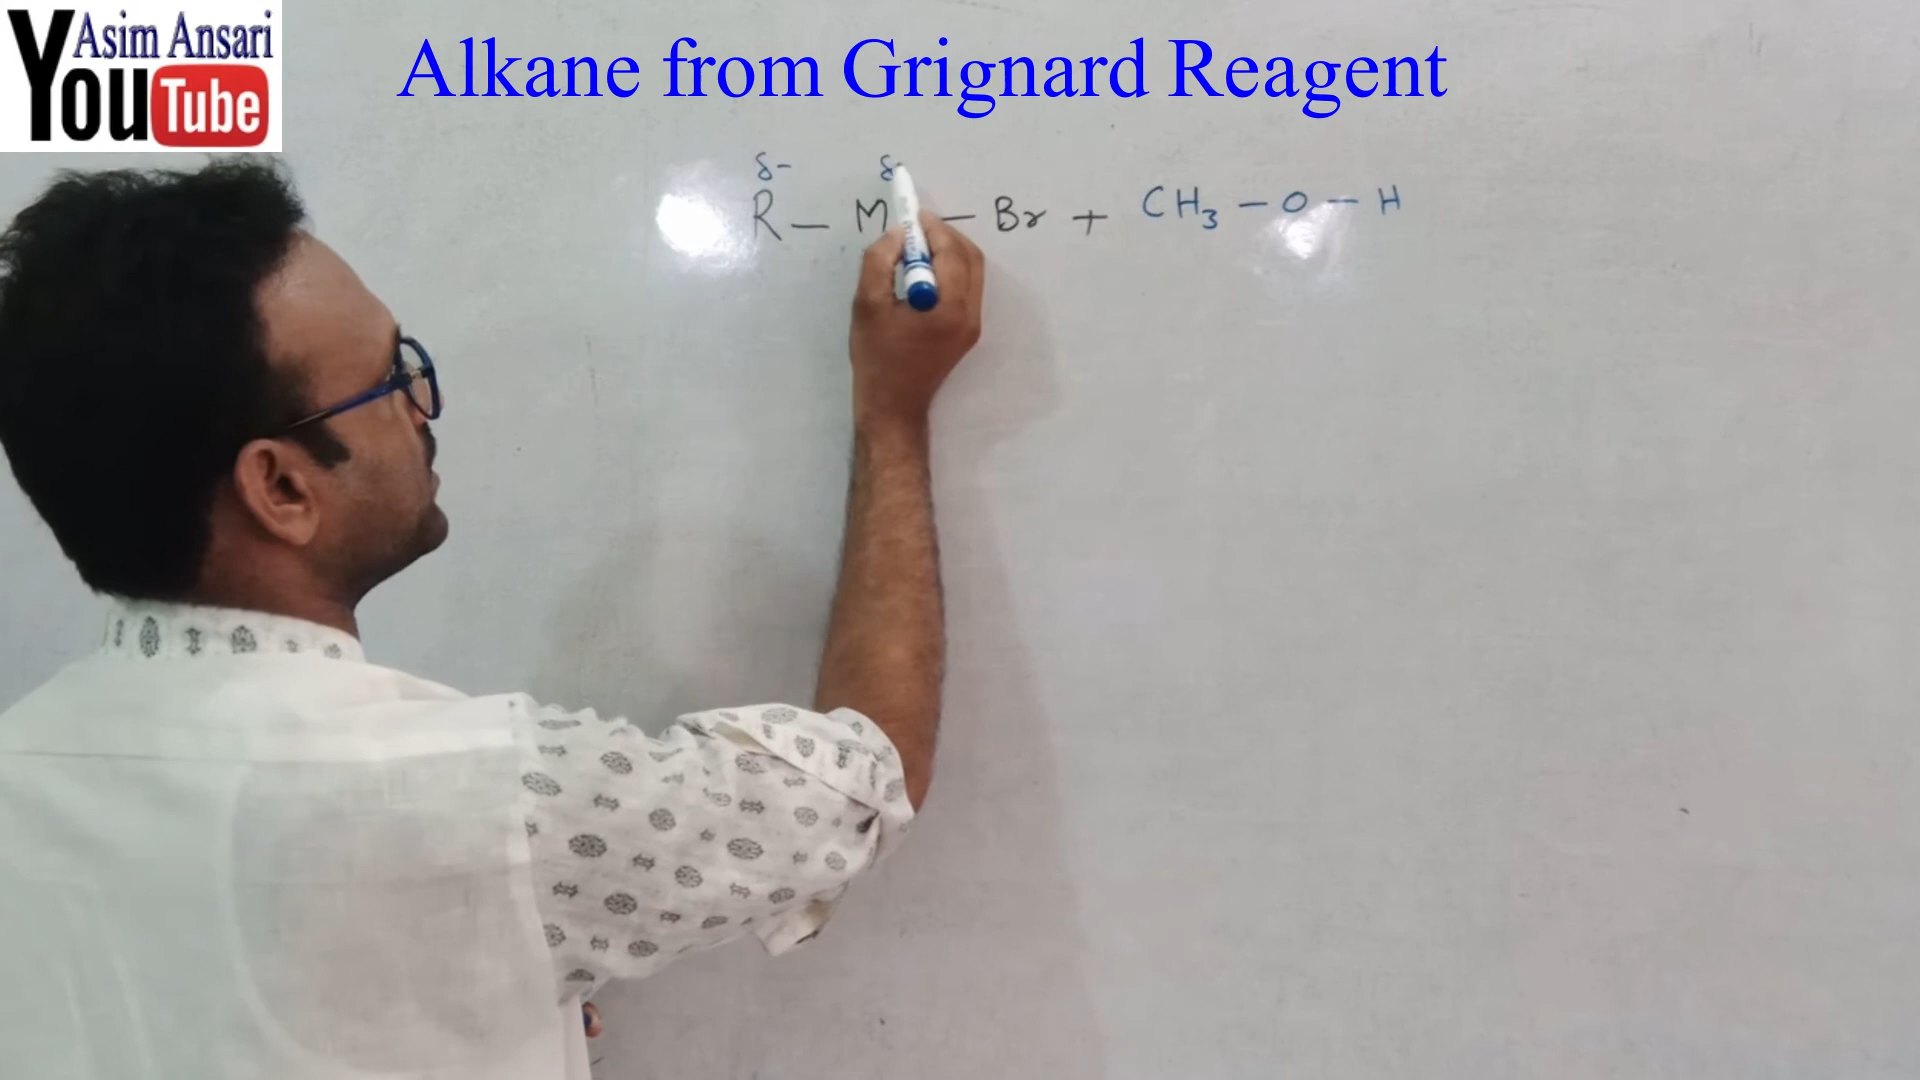 Asim Ansari
YouTube
Alkane from Grignard Reagent
δ- δ
R - M - Br + CH₃ - O - H